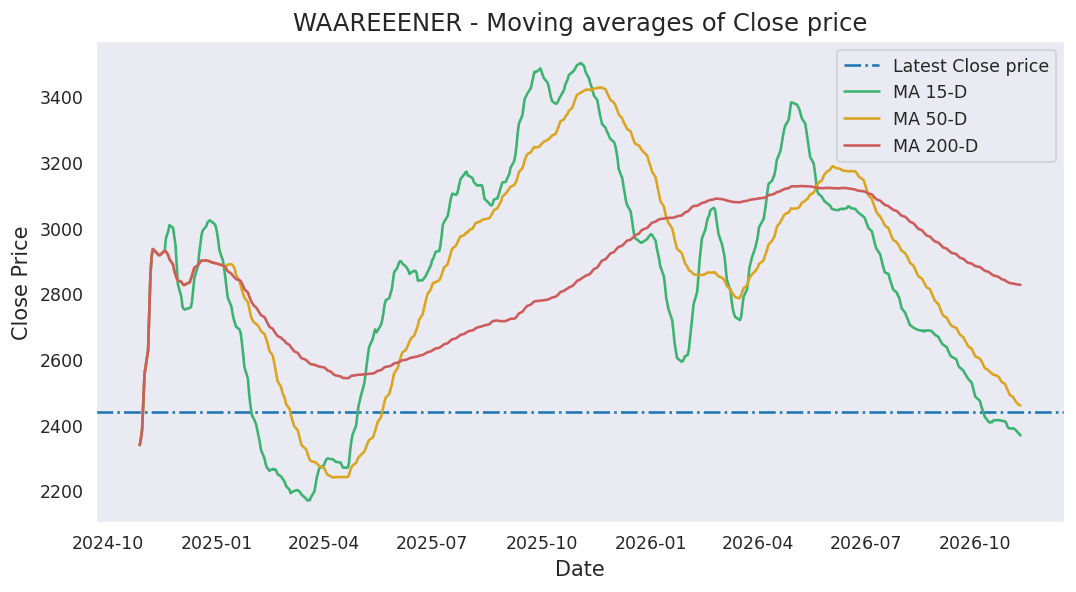 WAAREEENER - Moving averages of Close price
Latest Close price
MA 15-D
MA 50-D
MA 200-D
Close Price
3400
3200
3000
2800
2600
2400
2200
2024-10
2025-01
2025-04
2025-07
2025-10
2026-01
2026-04
2026-07
2026-10
Date